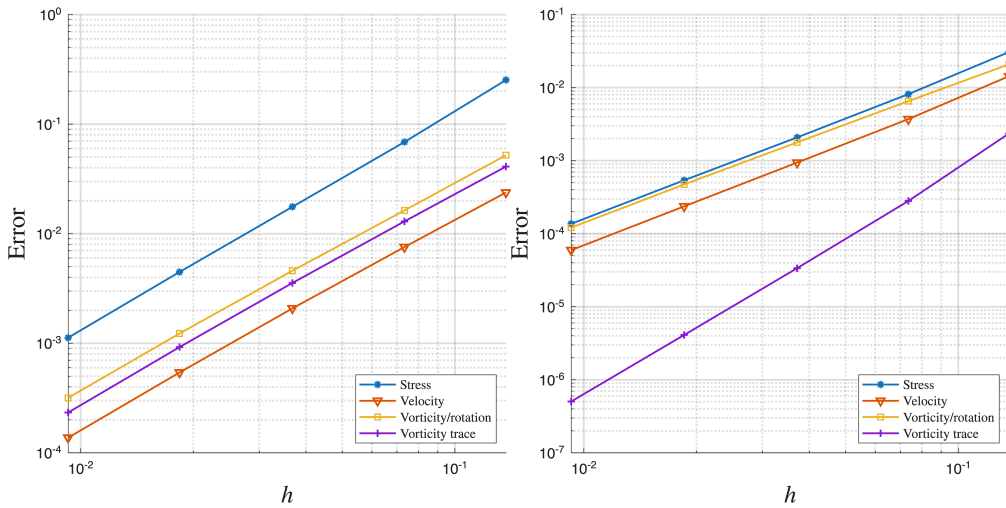 10^0
10^-1
10^-2
10^-3
10^-4
Error
10^-2
10^-1
h
Stress
Velocity
Vorticity/rotation
Vorticity trace
10^-1
10^-2
10^-3
10^-4
10^-5
10^-6
10^-7
Error
10^-2
10^-1
h
Stress
Velocity
Vorticity/rotation
Vorticity trace